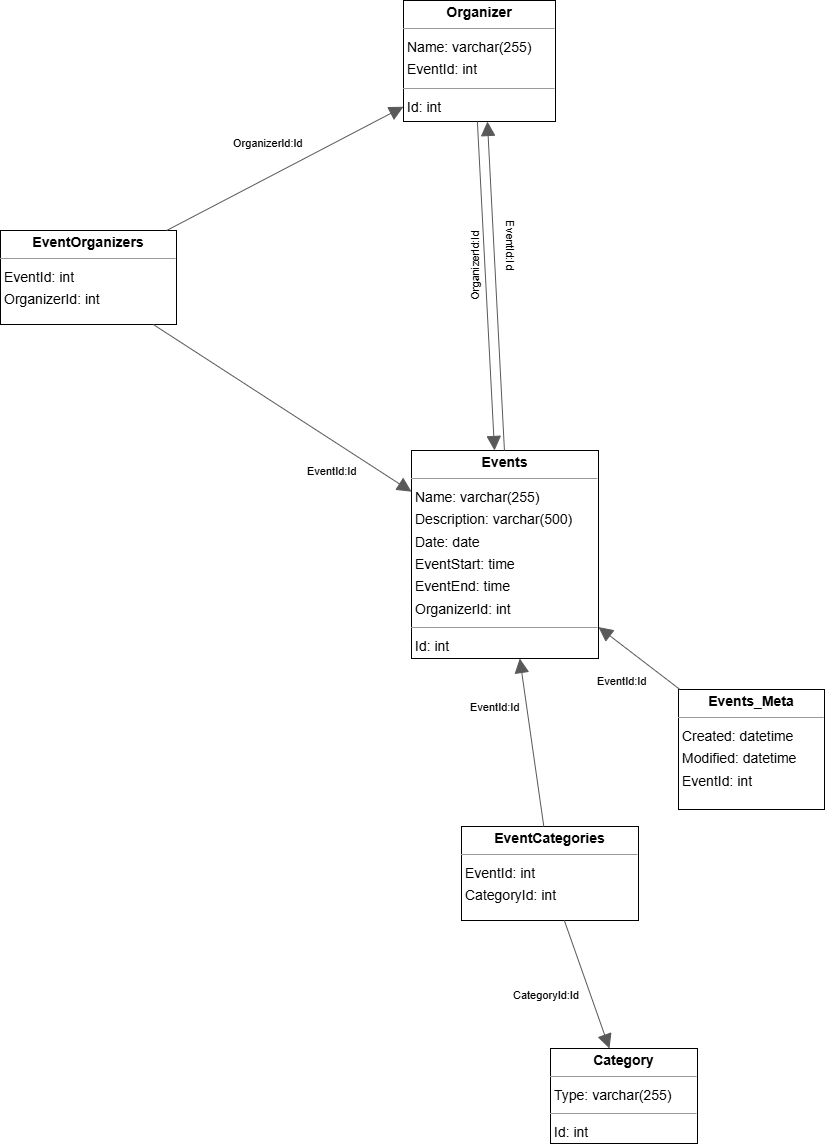 Organizer
Name: varchar(255)
EventId: int
Id: int
OrganizerId:Id
EventOrganizers
EventId: int
OrganizerId: int
OrganizerId:Id
EventId:Id
EventId:Id
Events
Name: varchar(255)
Description: varchar(500)
Date: date
EventStart: time
EventEnd: time
OrganizerId: int
Id: int
EventId:Id
Events_Meta
Created: datetime
Modified: datetime
EventId: int
EventId:Id
EventCategories
EventId: int
CategoryId: int
CategoryId:Id
Category
Type: varchar(255)
Id: int